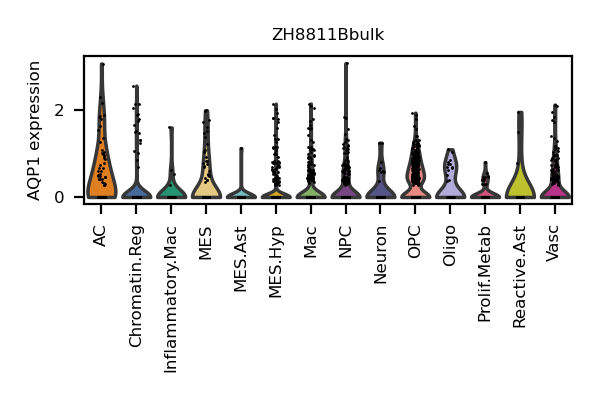 ZH8811Bbulk
AQP1 expression
2
0
AC
Chromatin.Reg
Inflammatory.Mac
MES
MES.Ast
MES.Hyp
Mac
NPC
Neuron
OPC
Oligo
Prolif.Metab
Reactive.Ast
Vasc